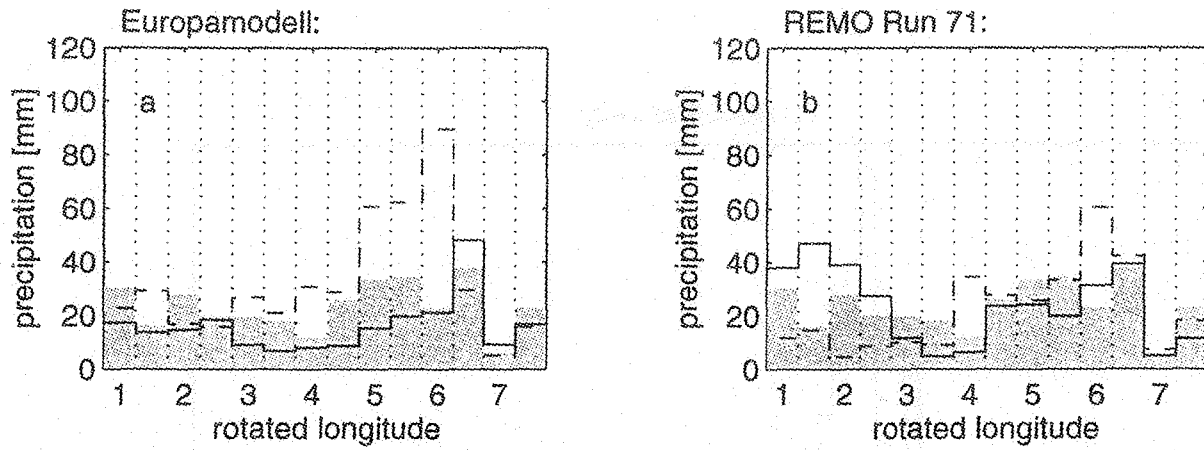 Europamodell:
120
100
80
60
40
20
0
precipitation [mm]
a
1 2 3 4 5 6 7
rotated longitude
REMO Run 71:
120
100
80
60
40
20
0
precipitation [mm]
b
1 2 3 4 5 6 7
rotated longitude